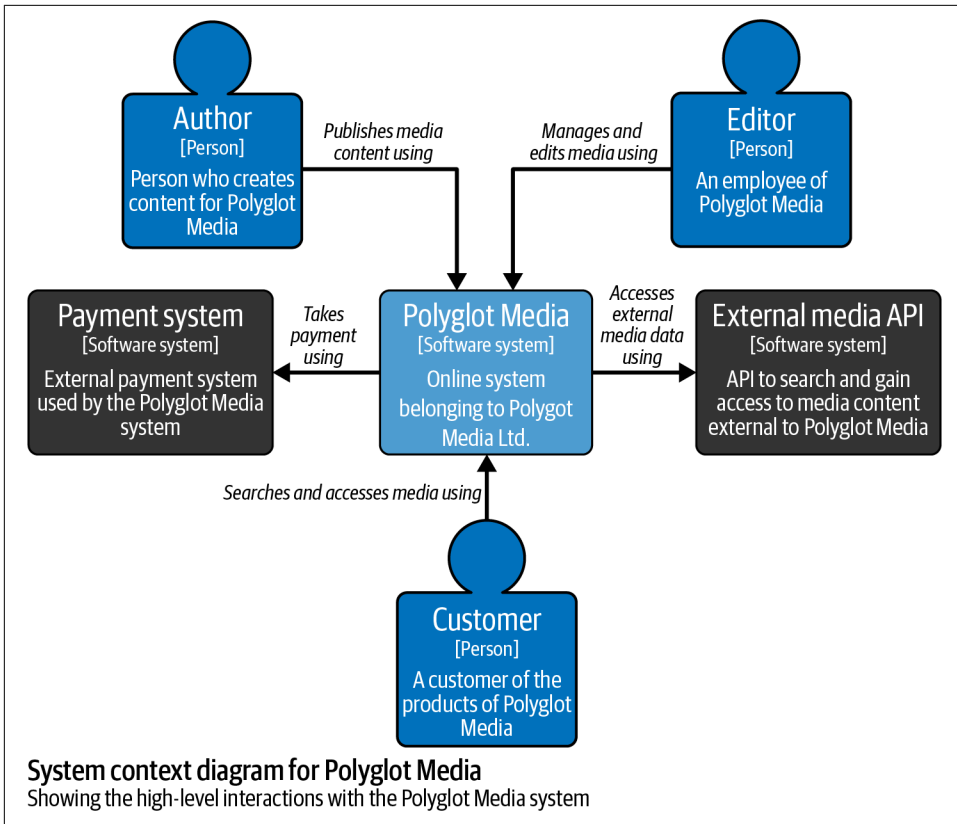 Author
[Person]
Person who creates
content for Polyglot
Media
Publishes media
content using
Manages and
edits media using
Editor
[Person]
An employee of
Polyglot Media
Payment system
[Software system]
External payment system
used by the Polyglot Media
system
Takes
payment
using
Polyglot Media
[Software system]
Online system
belonging to Polygot
Media Ltd.
Accesses
external
media data
using
External media API
[Software system]
API to search and gain
access to media content
external to Polyglot Media
Searches and accesses media using
Customer
[Person]
A customer of the
products of Polyglot
Media
System context diagram for Polyglot Media
Showing the high-level interactions with the Polyglot Media system